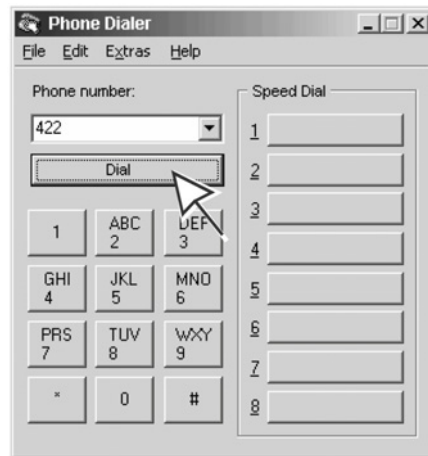 Phone Dialer
File Edit Extras Help
Phone number:
422
Dial
1
ABC
2
DEF
3
GHI
4
JKL
5
MNO
6
PRS
7
TUV
8
WXY
9
*
0
#
Speed Dial
1
2
3
4
5
6
7
8